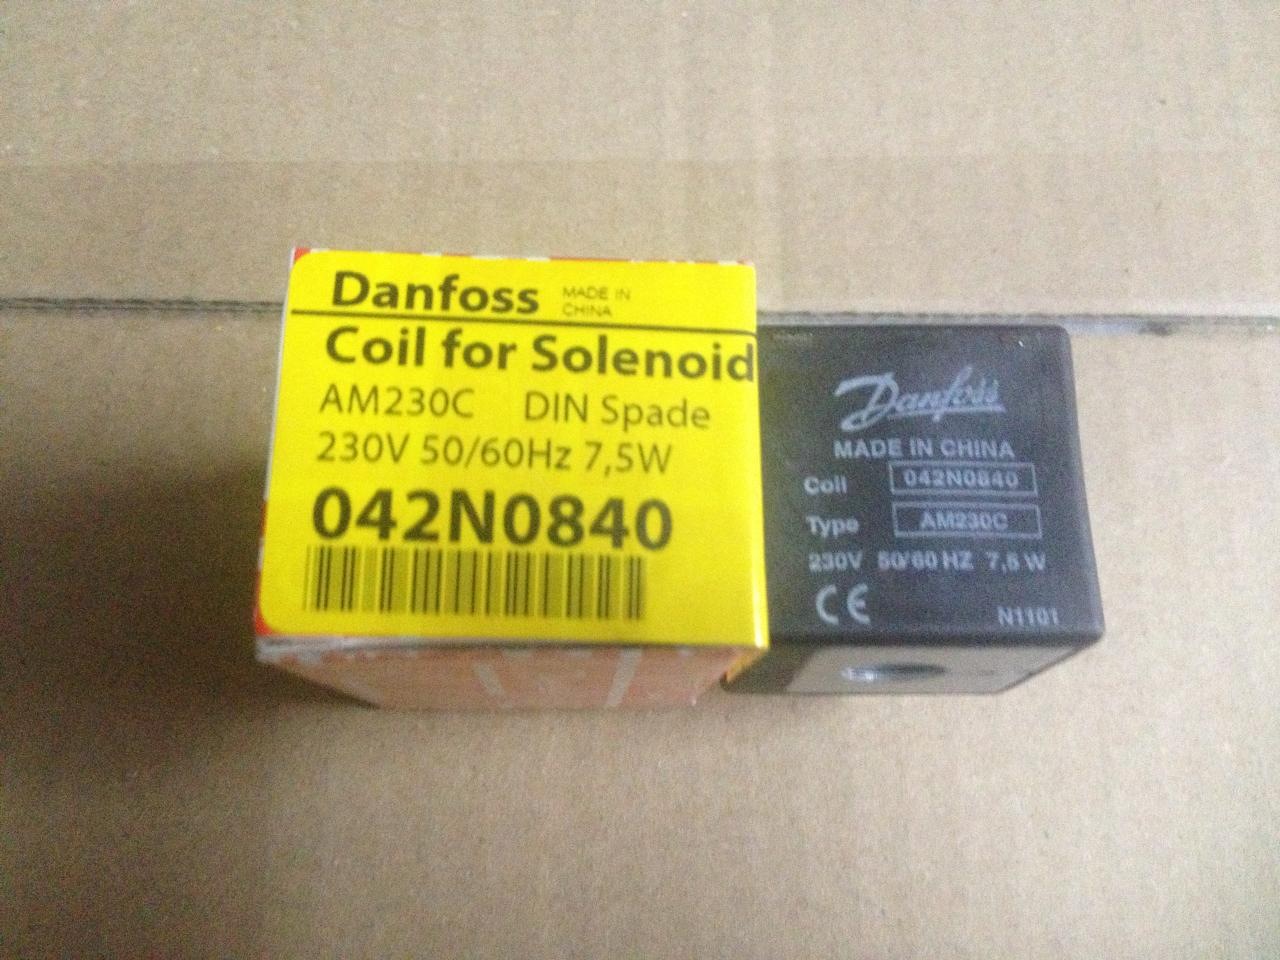 Danfoss MADE IN
CHINA
Coil for Solenoid
AM230C DIN Spade
230V 50/60Hz 7,5W
042N0840
Danfoss
MADE IN CHINA
Coil 042N0840
Type AM230C
230V 50/60 HZ 7,5 W
CE N1101